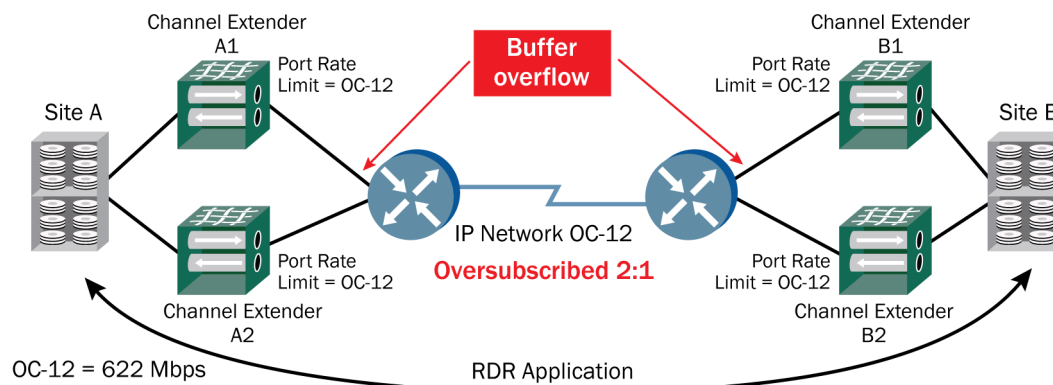 Channel Extender
A1
Port Rate
Limit = OC-12
Site A
Port Rate
Limit = OC-12
Channel Extender
A2
Buffer
overflow
IP Network OC-12
Oversubscribed 2:1
Channel Extender
B1
Port Rate
Limit = OC-12
Site B
Port Rate
Limit = OC-12
Channel Extender
B2
OC-12 = 622 Mbps
RDR Application